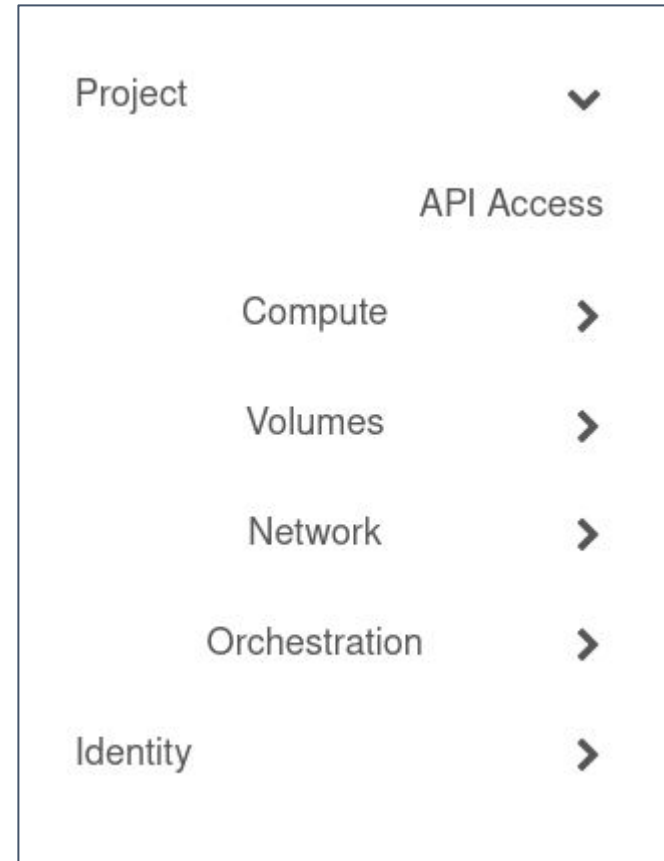 Project
API Access
Compute
Volumes
Network
Orchestration
Identity